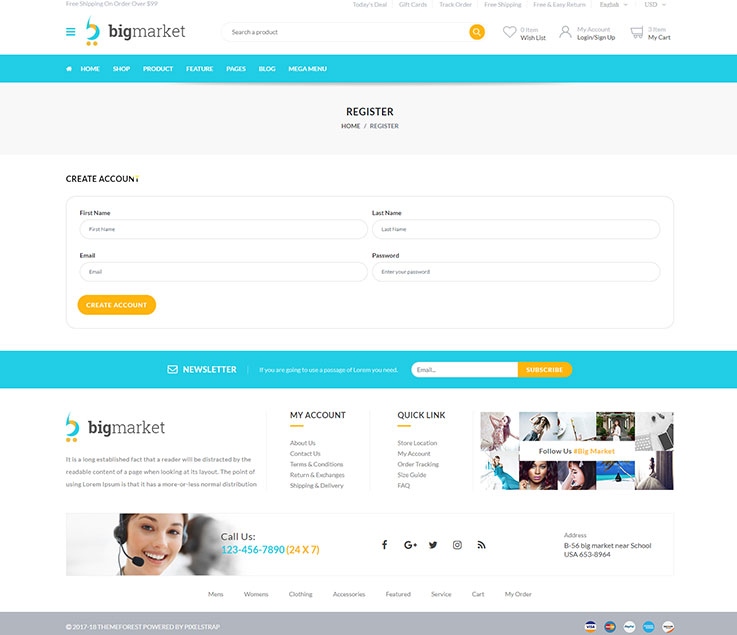 Free Shipping On Order Over $99
Today's Deal Gift Cards Track Order Free Shipping Free & Easy Return English USD
bigmarket
Search a product
0 Item
Wish List
My Account
Login/Sign Up
My Cart
HOME SHOP PRODUCT FEATURE PAGES BLOG MEGA MENU
REGISTER
HOME / REGISTER
CREATE ACCOUNT
First Name
Last Name
First Name
Last Name
Email
Password
Email
Enter your password
CREATE ACCOUNT
NEWSLETTER
If you are going to use a passage of Lorem you need.
Email...
SUBSCRIBE
bigmarket
It is a long established fact that a reader will be distracted by the
readable content of a page when looking at its layout. The point of
using Lorem Ipsum is that it has a more-or-less normal distribution
MY ACCOUNT
About Us
Contact Us
Terms & Conditions
Return & Exchanges
Shipping & Delivery
QUICK LINK
Store Location
My Account
Order Tracking
Size Guide
FAQ
Follow Us #Big Market
Call Us:
123-456-7890 (24 X 7)
Address
B-56 big market near School
USA 653-8964
Mens Womens Clothing Accessories Featured Service Cart My Order
© 2017-18 THEMEFOREST POWERED BY PIXELSTRAP
VISA
PayPal